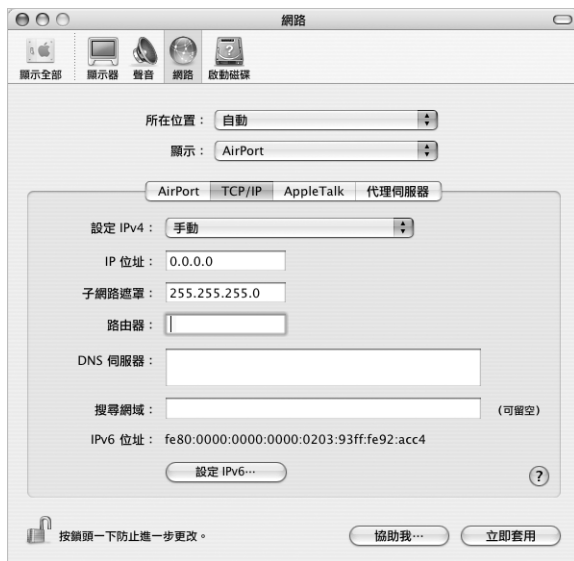 網路
顯示全部 顯示器 聲音 網路 啟動磁碟
所在位置： 自動
顯示： AirPort
AirPort TCP/IP AppleTalk 代理伺服器
設定 IPv4： 手動
IP 位址： 0.0.0.0
子網路遮罩： 255.255.255.0
路由器：
DNS 伺服器：
搜尋網域： (可留空)
IPv6 位址： fe80:0000:0000:0000:0203:93ff:fe92:acc4
設定 IPv6⋯
?
按鎖頭一下防止進一步更改。 協助我⋯ 立即套用